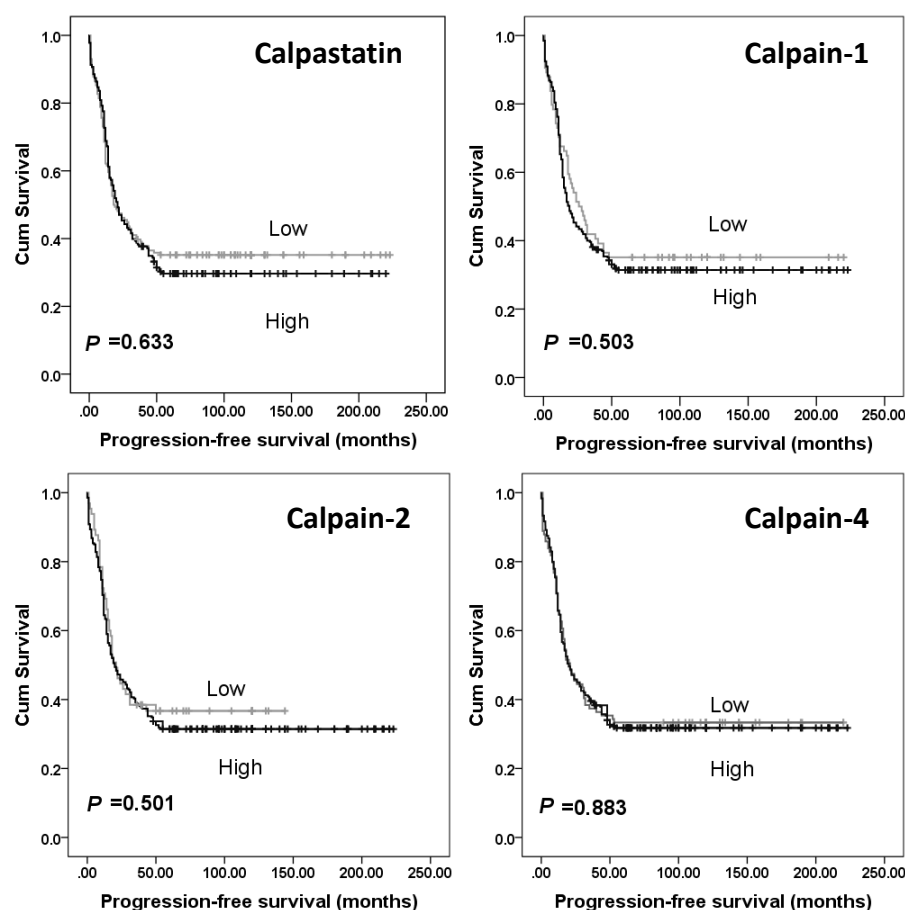 Calpastatin
1.0
0.8
0.6
0.4
0.2
0.0
Cum Survival
Low
High
P =0.633
.00 50.00 100.00 150.00 200.00 250.00
Progression-free survival (months)
Calpain-1
1.0
0.8
0.6
0.4
0.2
0.0
Cum Survival
Low
High
P =0.503
.00 50.00 100.00 150.00 200.00 250.00
Progression-free survival (months)
Calpain-2
1.0
0.8
0.6
0.4
0.2
0.0
Cum Survival
Low
High
P =0.501
.00 50.00 100.00 150.00 200.00 250.00
Progression-free survival (months)
Calpain-4
1.0
0.8
0.6
0.4
0.2
0.0
Cum Survival
Low
High
P =0.883
.00 50.00 100.00 150.00 200.00 250.00
Progression-free survival (months)